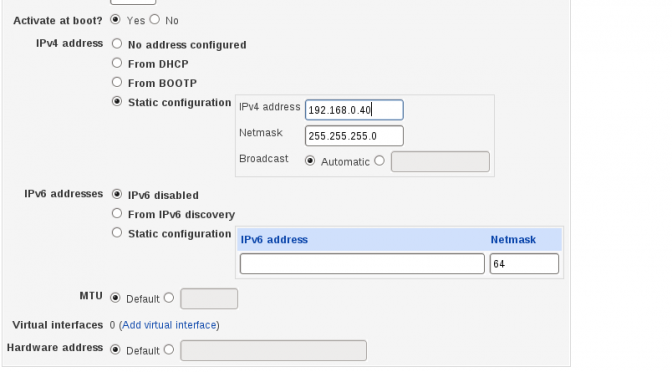 Activate at boot? Yes No
IPv4 address No address configured
From DHCP
From BOOTP
Static configuration IPv4 address 192.168.0.40
Netmask 255.255.255.0
Broadcast Automatic
IPv6 addresses IPv6 disabled
From IPv6 discovery
Static configuration
IPv6 address Netmask
64
MTU Default
Virtual interfaces 0 (Add virtual interface)
Hardware address Default